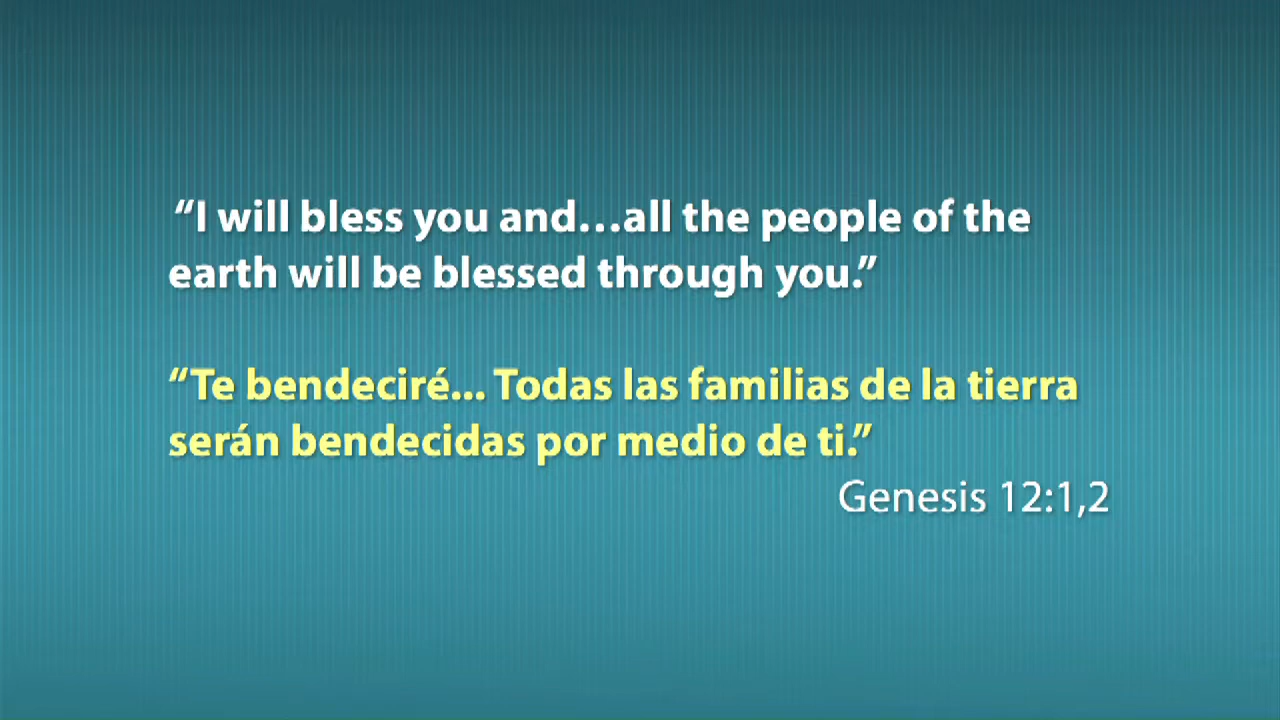 “I will bless you and…all the people of the
earth will be blessed through you.”
“Te bendeciré... Todas las familias de la tierra
serán bendecidas por medio de ti.”
Genesis 12:1,2